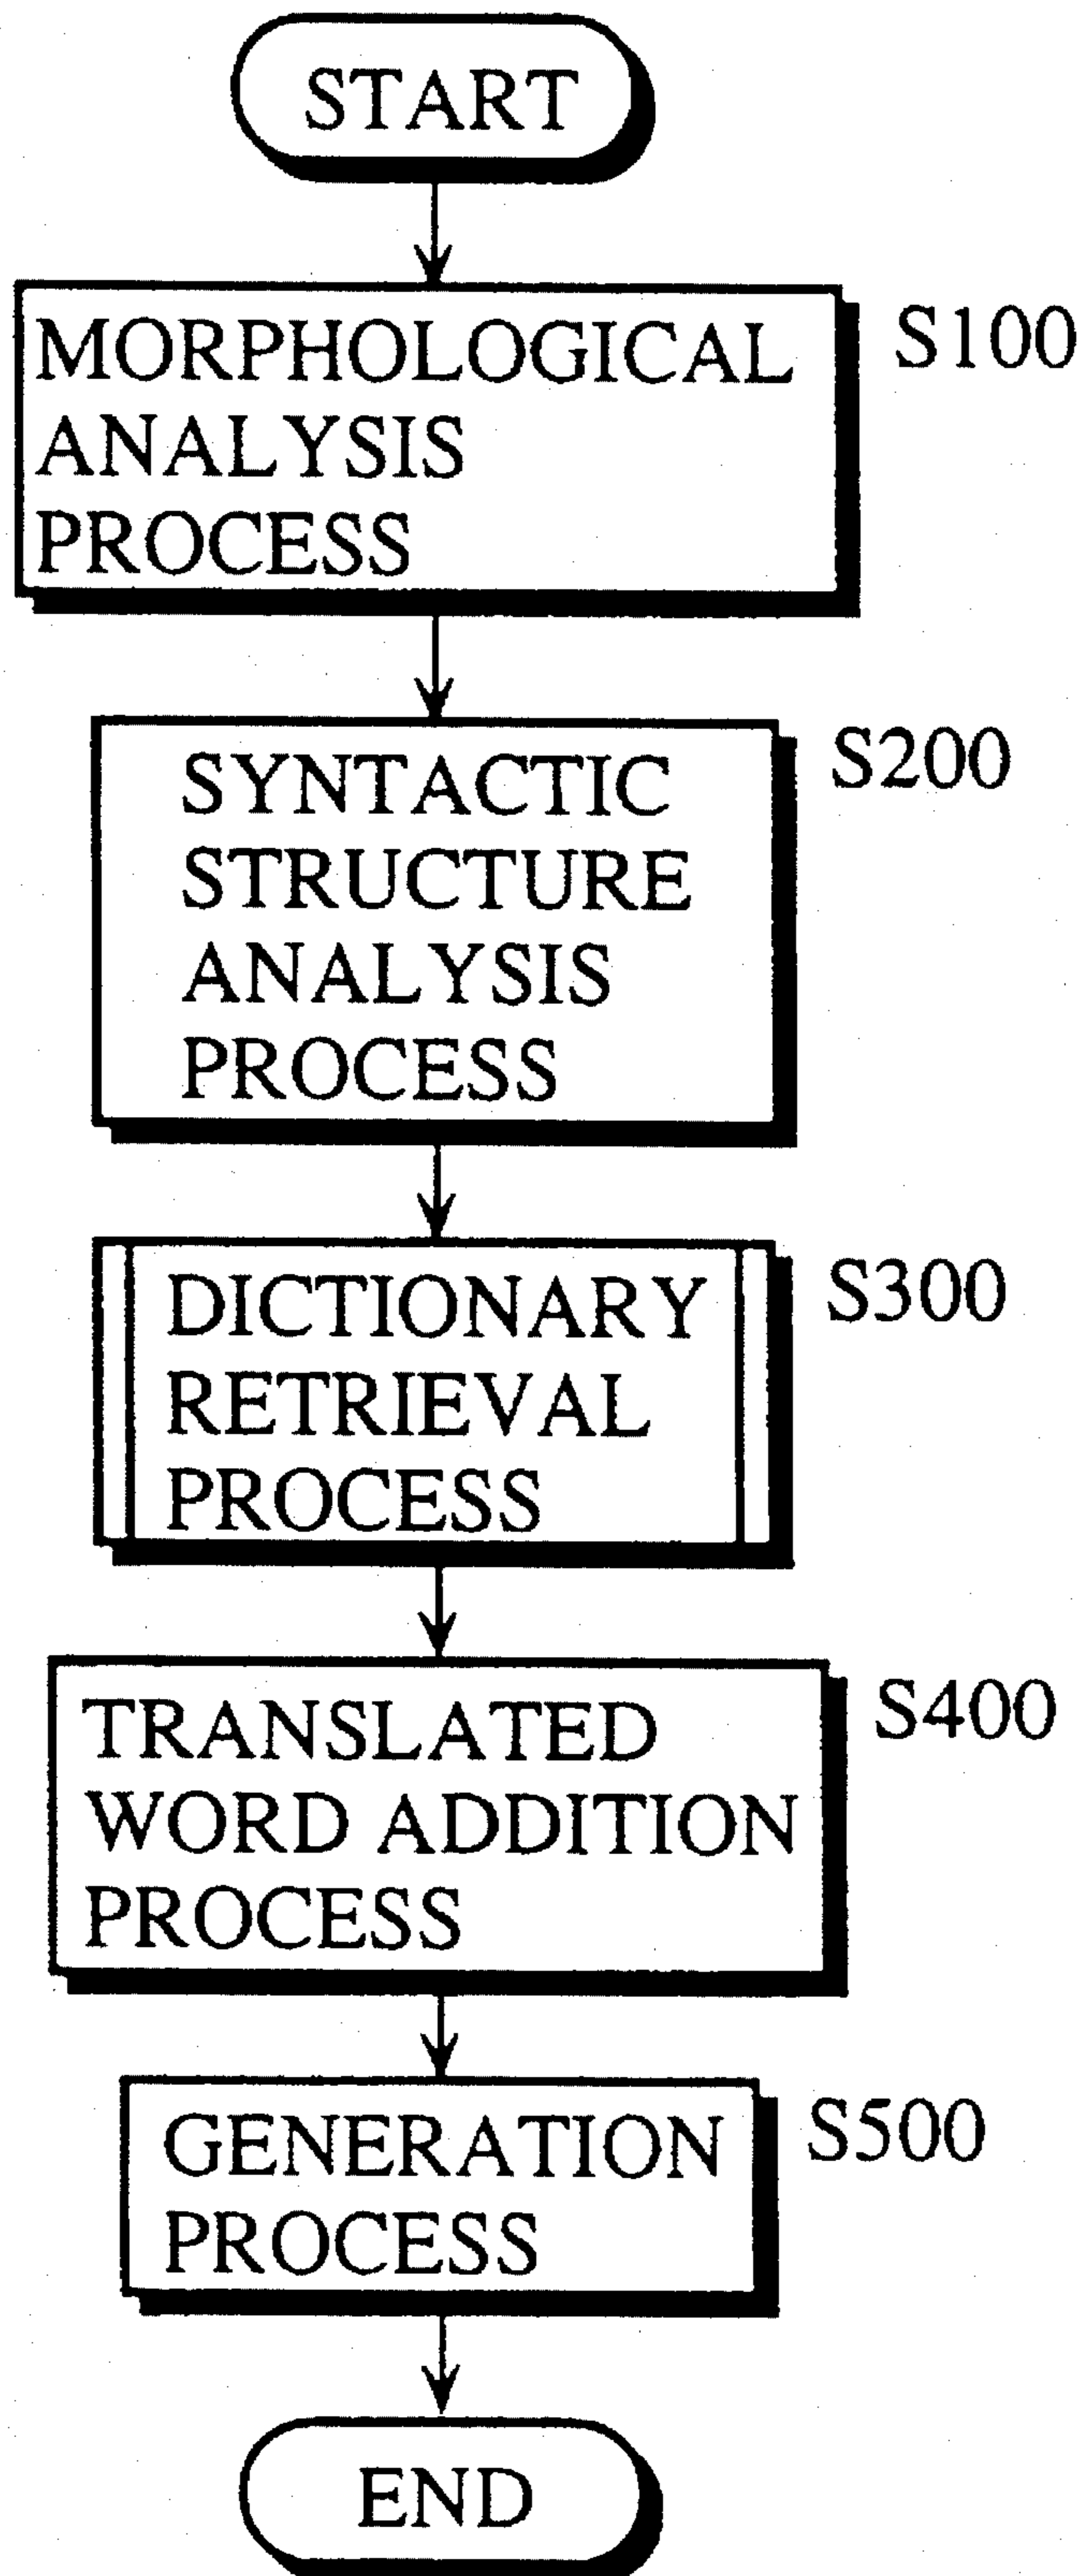 START
MORPHOLOGICAL
ANALYSIS
PROCESS
S100
SYNTACTIC
STRUCTURE
ANALYSIS
PROCESS
S200
DICTIONARY
RETRIEVAL
PROCESS
S300
TRANSLATED
WORD ADDITION
PROCESS
S400
GENERATION
PROCESS
S500
END